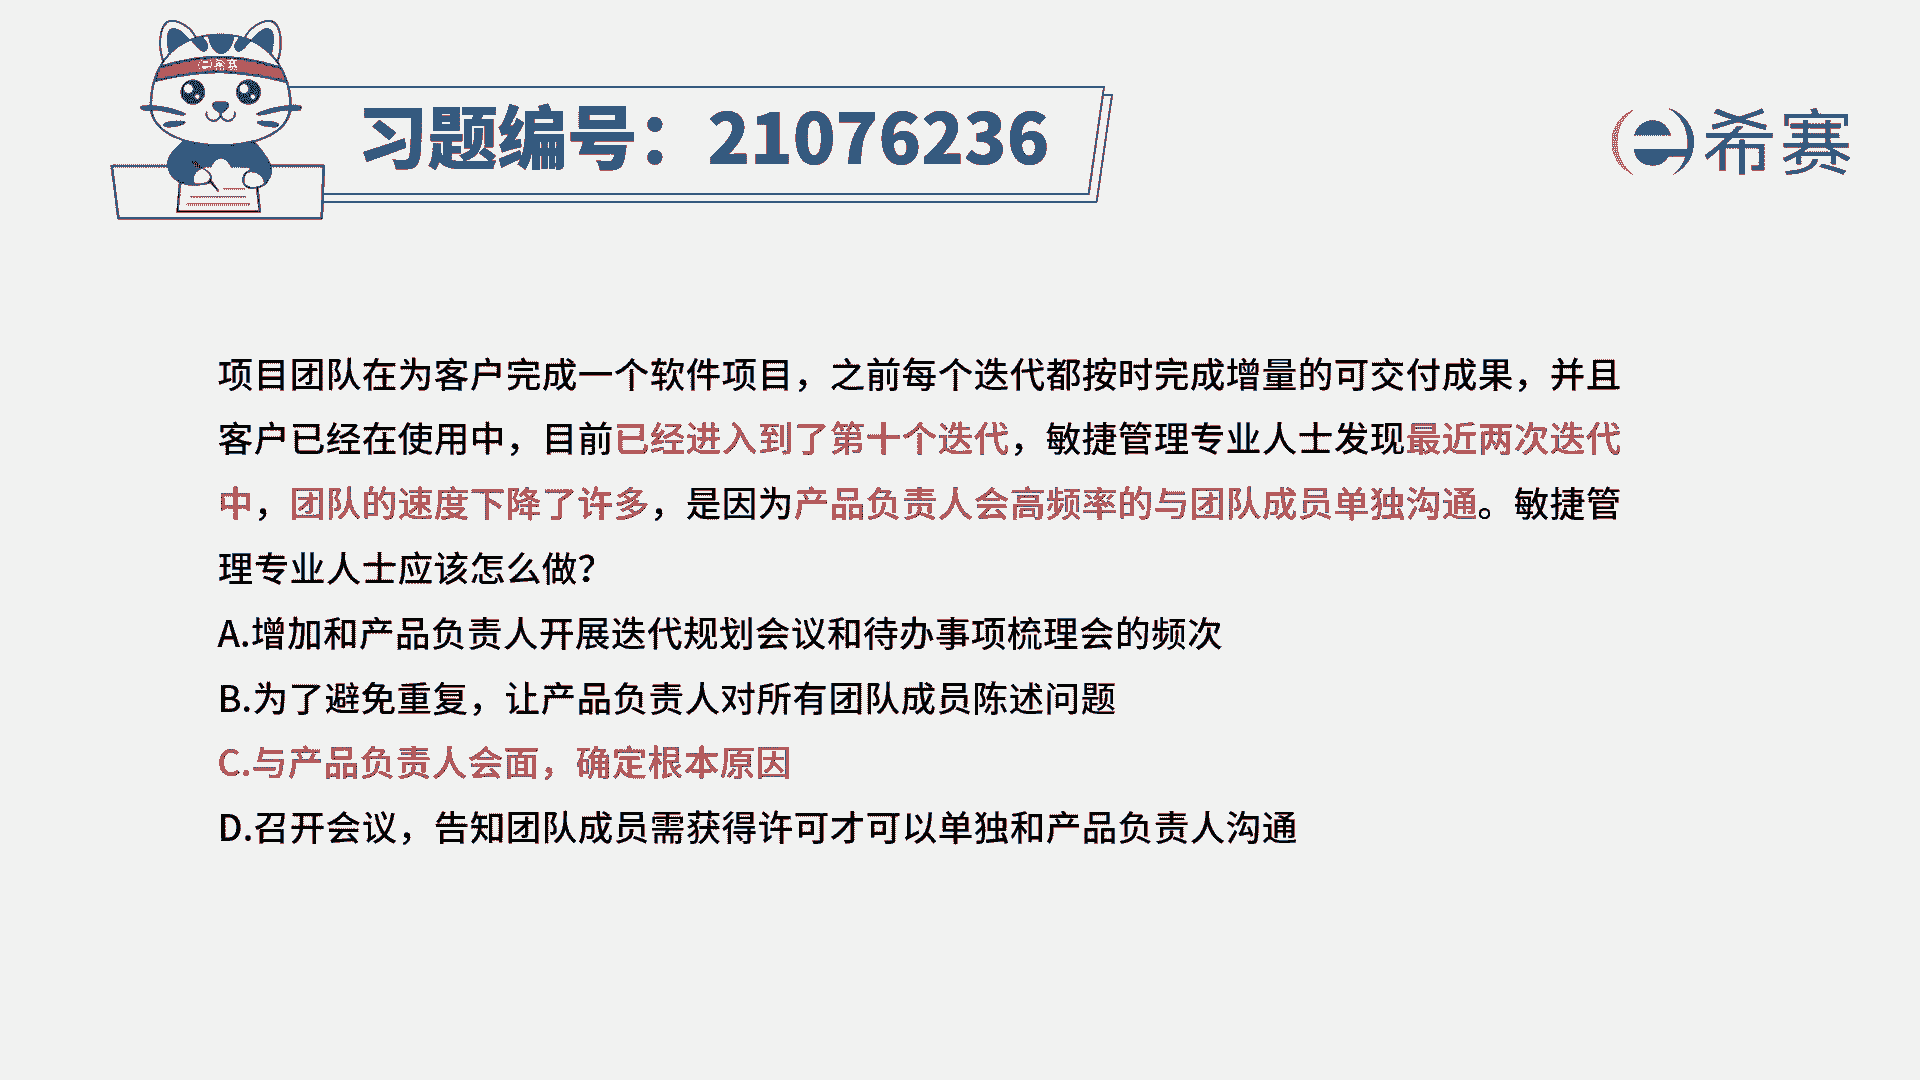 希赛
习题编号：21076236
希赛
项目团队在为客户完成一个软件项目，之前每个迭代都按时完成增量的可交付成果，并且
客户已经在使用中，目前已经进入到了第十个迭代，敏捷管理专业人士发现最近两次迭代
中，团队的速度下降了许多，是因为产品负责人会高频率的与团队成员单独沟通。敏捷管
理专业人士应该怎么做？
A.增加和产品负责人开展迭代规划会议和待办事项梳理会的频次
B.为了避免重复，让产品负责人对所有团队成员陈述问题
C.与产品负责人会面，确定根本原因
D.召开会议，告知团队成员需获得许可才可以单独和产品负责人沟通